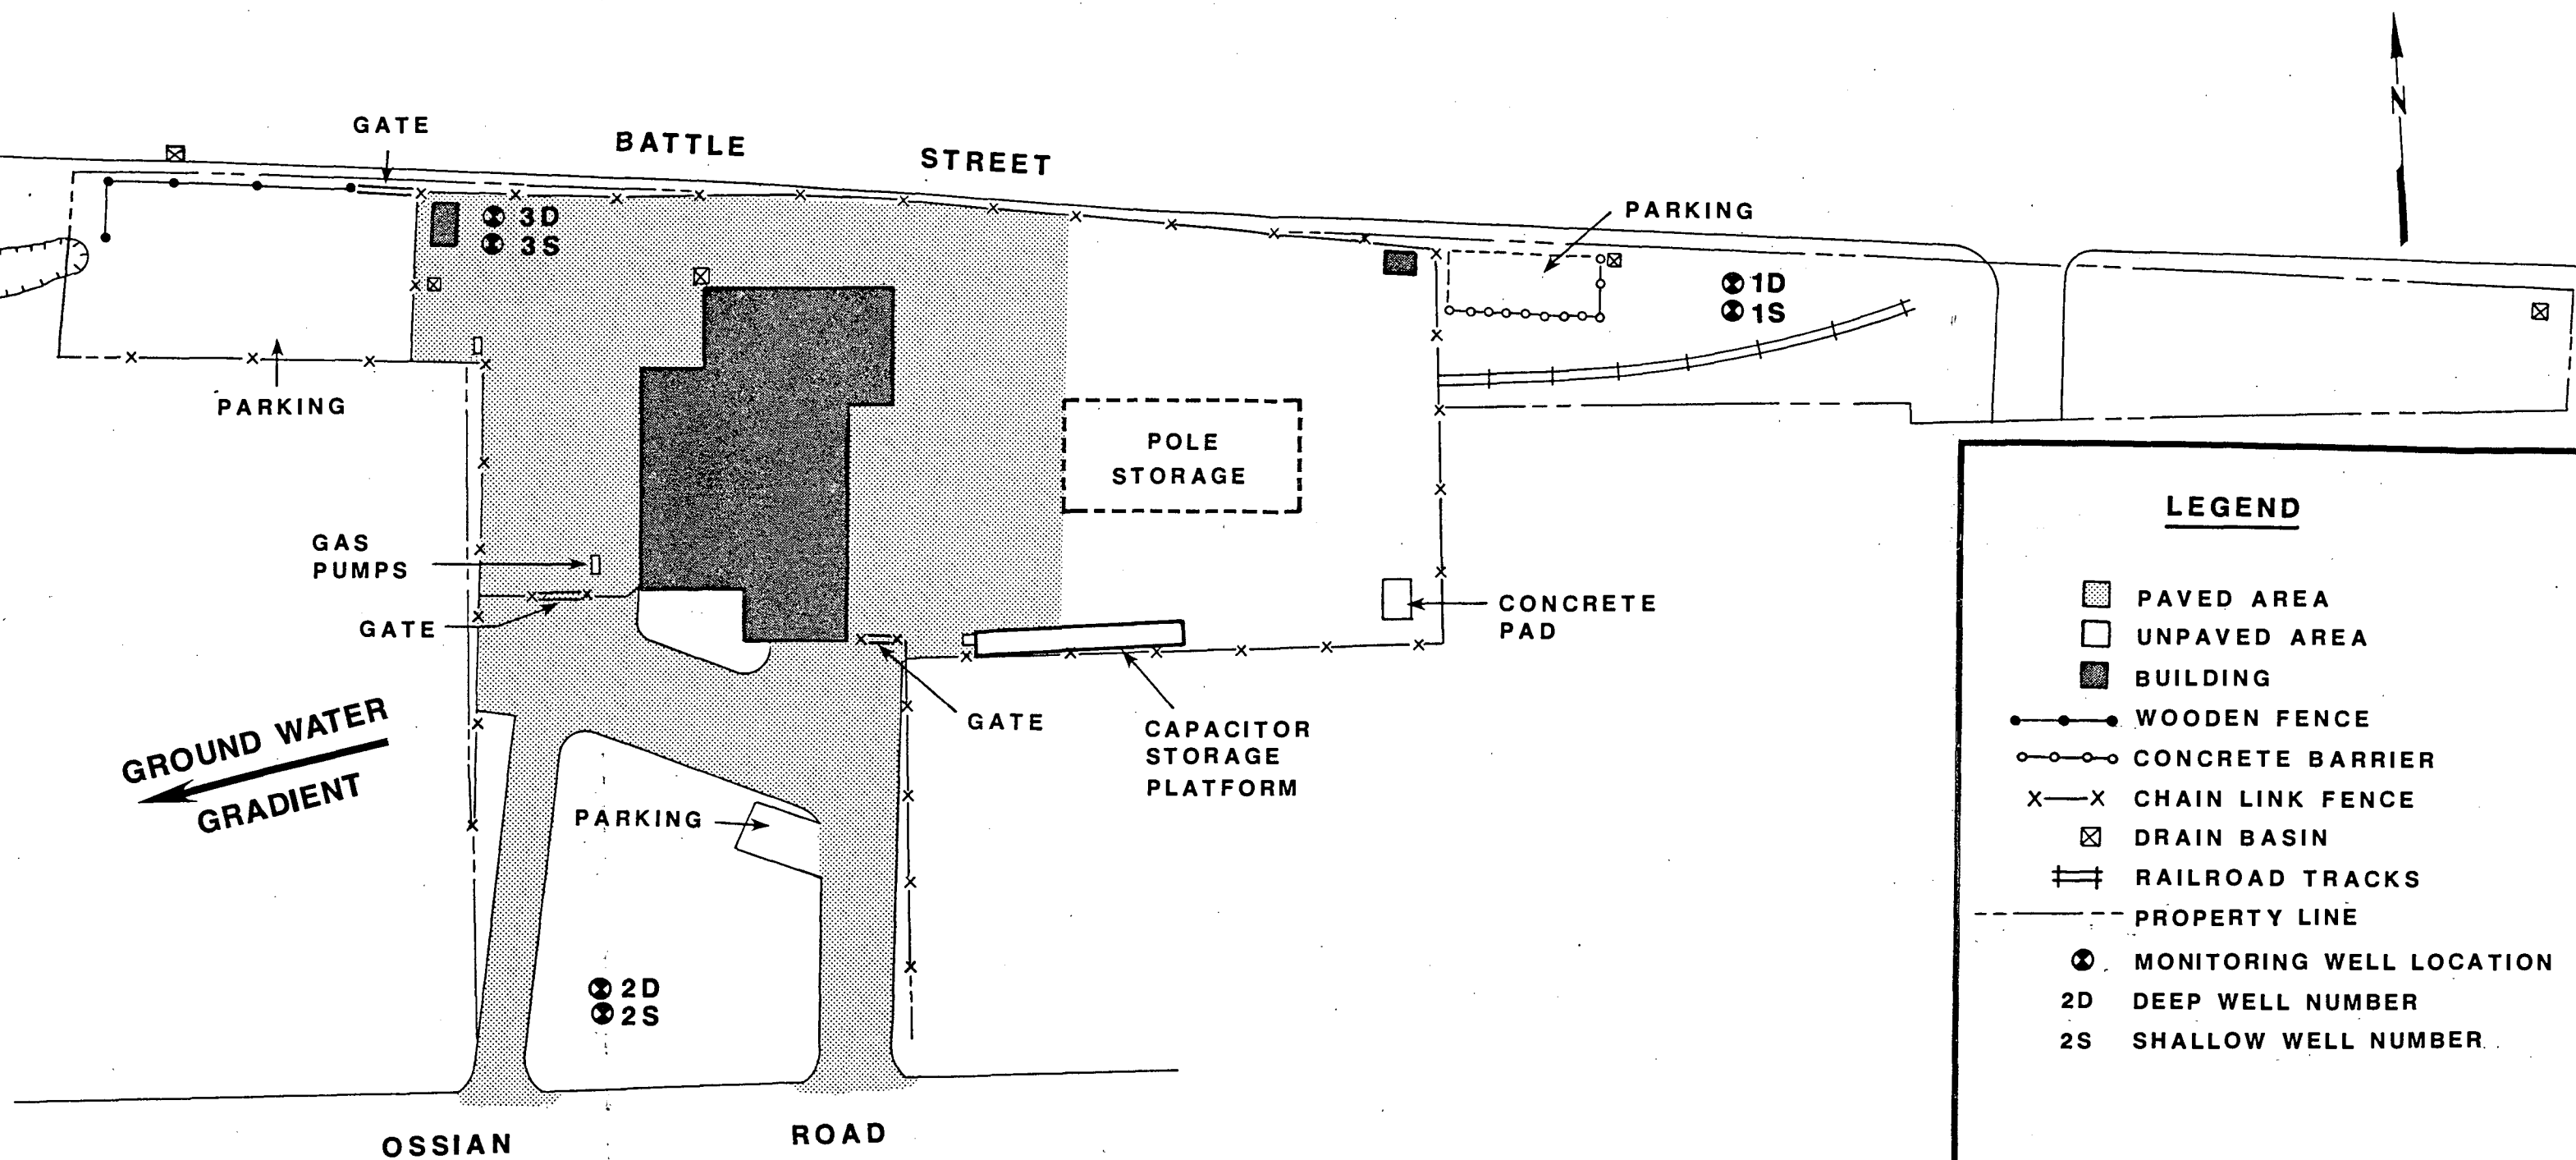 N
GATE
BATTLE STREET
PARKING
3D
3S
1D
1S
PARKING
POLE
STORAGE
GAS
PUMPS
GATE
CONCRETE
PAD
GATE
CAPACITOR
STORAGE
PLATFORM
GROUND WATER
GRADIENT
PARKING
2D
2S
OSSIAN ROAD
LEGEND
PAVED AREA
UNPAVED AREA
BUILDING
WOODEN FENCE
CONCRETE BARRIER
X—X CHAIN LINK FENCE
DRAIN BASIN
RAILROAD TRACKS
PROPERTY LINE
MONITORING WELL LOCATION
2D DEEP WELL NUMBER
2S SHALLOW WELL NUMBER